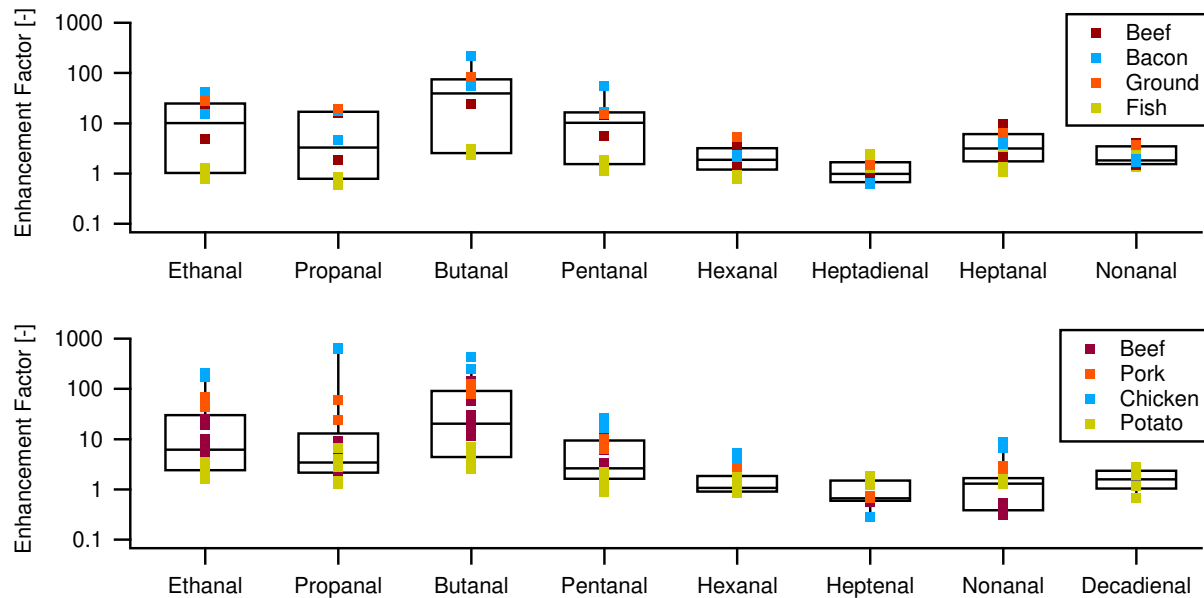 Enhancement Factor [-]
1000
100
10
1
0.1
Beef
Bacon
Ground
Fish
Ethanal Propanal Butanal Pentanal Hexanal Heptadienal Heptanal Nonanal
Enhancement Factor [-]
1000
100
10
1
0.1
Beef
Pork
Chicken
Potato
Ethanal Propanal Butanal Pentanal Hexanal Heptenal Nonanal Decadienal